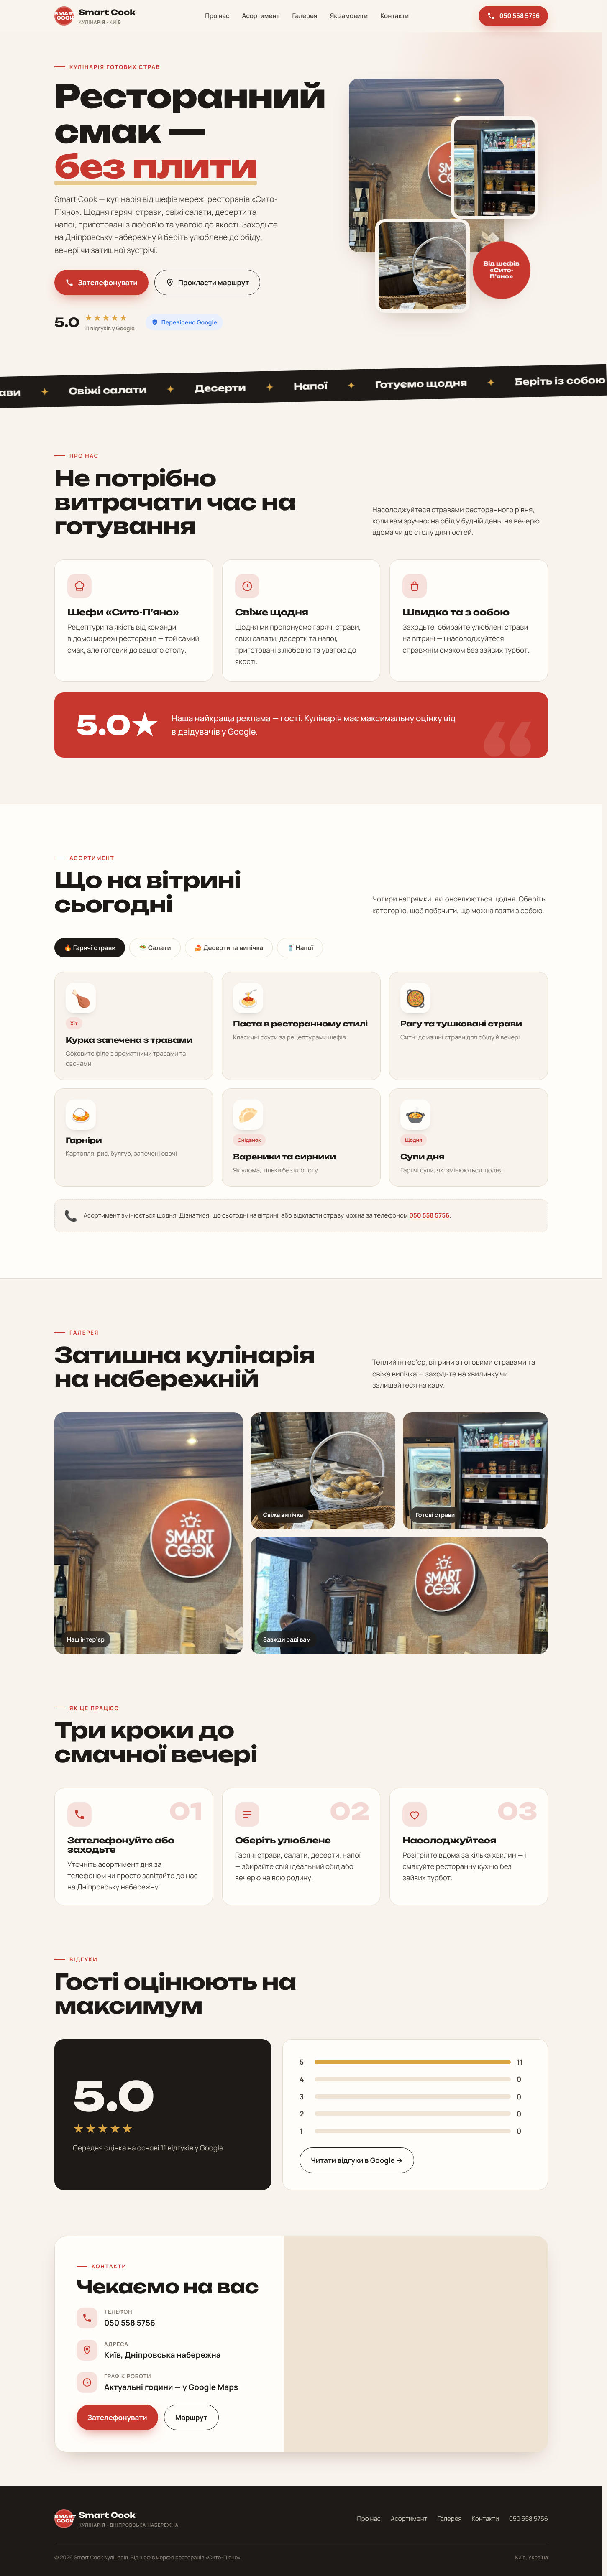 SMART COOK
Smart Cook
КУЛІНАРІЯ · КИЇВ
Про нас
Асортимент
Галерея
Як замовити
Контакти
050 558 5756
КУЛІНАРІЯ ГОТОВИХ СТРАВ
Ресторанний
смак —
без плити
Smart Cook — кулінарія від шефів мережі ресторанів «Сито-
П'яно». Щодня гарячі страви, свіжі салати, десерти та
напої, приготовані з любов'ю та увагою до якості. Заходьте
на Дніпровську набережну й беріть улюблене до обіду,
вечері чи затишної зустрічі.
Зателефонувати
Прокласти маршрут
5.0 ★★★★★
11 відгуків у Google
Перевірено Google
Від шефів
«Сито-
П'яно»
ави ✦ Свіжі салати ✦ Десерти ✦ Напої ✦ Готуємо щодня ✦ Беріть із собою
ПРО НАС
Не потрібно
витрачати час на
готування
Насолоджуйтеся стравами ресторанного рівня,
коли вам зручно: на обід у будній день, на вечерю
вдома чи до столу для гостей.
Шефи «Сито-П'яно»
Рецептури та якість від команди
відомої мережі ресторанів — той самий
смак, але готовий до вашого столу.
Свіже щодня
Щодня ми пропонуємо гарячі страви,
свіжі салати, десерти та напої,
приготовані з любов'ю та увагою до
якості.
Швидко та з собою
Заходьте, обирайте улюблені страви
на вітрині — і насолоджуйтеся
справжнім смаком без зайвих турбот.
5.0★
Наша найкраща реклама — гості. Кулінарія має максимальну оцінку від
відвідувачів у Google.
“
АСОРТИМЕНТ
Що на вітрині
сьогодні
Чотири напрямки, які оновлюються щодня. Оберіть
категорію, щоб побачити, що можна взяти з собою.
🔥 Гарячі страви
🥗 Салати
🍰 Десерти та випічка
🥤 Напої
Хіт
Курка запечена з травами
Соковите філе з ароматними травами та
овочами
Паста в ресторанному стилі
Класичні соуси за рецептурами шефів
Рагу та тушковані страви
Ситні домашні страви для обіду й вечері
Гарніри
Картопля, рис, булгур, запечені овочі
Сніданок
Вареники та сирники
Як удома, тільки без клопоту
Щодня
Супи дня
Гарячі супи, які змінюються щодня
Асортимент змінюється щодня. Дізнатися, що сьогодні на вітрині, або відкласти страву можна за телефоном 050 558 5756.
ГАЛЕРЕЯ
Затишна кулінарія
на набережній
Теплий інтер'єр, вітрини з готовими стравами та
свіжа випічка — заходьте на хвилинку чи
залишайтеся на каву.
SMART
COOK
Наш інтер'єр
Свіжа випічка
Готові страви
SMART
COOK
Завжди раді вам
ЯК ЦЕ ПРАЦЮЄ
Три кроки до
смачної вечері
01
Зателефонуйте або
заходьте
Уточніть асортимент дня за
телефоном чи просто завітайте до нас
на Дніпровську набережну.
02
Оберіть улюблене
Гарячі страви, салати, десерти, напої
— збирайте свій ідеальний обід або
вечерю на всю родину.
03
Насолоджуйтеся
Розігрійте вдома за кілька хвилин — і
смакуйте ресторанну кухню без
зайвих турбот.
ВІДГУКИ
Гості оцінюють на
максимум
5.0
★★★★★
Середня оцінка на основі 11 відгуків у Google
5 11
4 0
3 0
2 0
1 0
Читати відгуки в Google →
КОНТАКТИ
Чекаємо на вас
ТЕЛЕФОН
050 558 5756
АДРЕСА
Київ, Дніпровська набережна
ГРАФІК РОБОТИ
Актуальні години — у Google Maps
Зателефонувати
Маршрут
SMART COOK
Smart Cook
КУЛІНАРІЯ · ДНІПРОВСЬКА НАБЕРЕЖНА
Про нас
Асортимент
Галерея
Контакти
050 558 5756
© 2026 Smart Cook Кулінарія. Від шефів мережі ресторанів «Сито-П'яно».
Київ, Україна